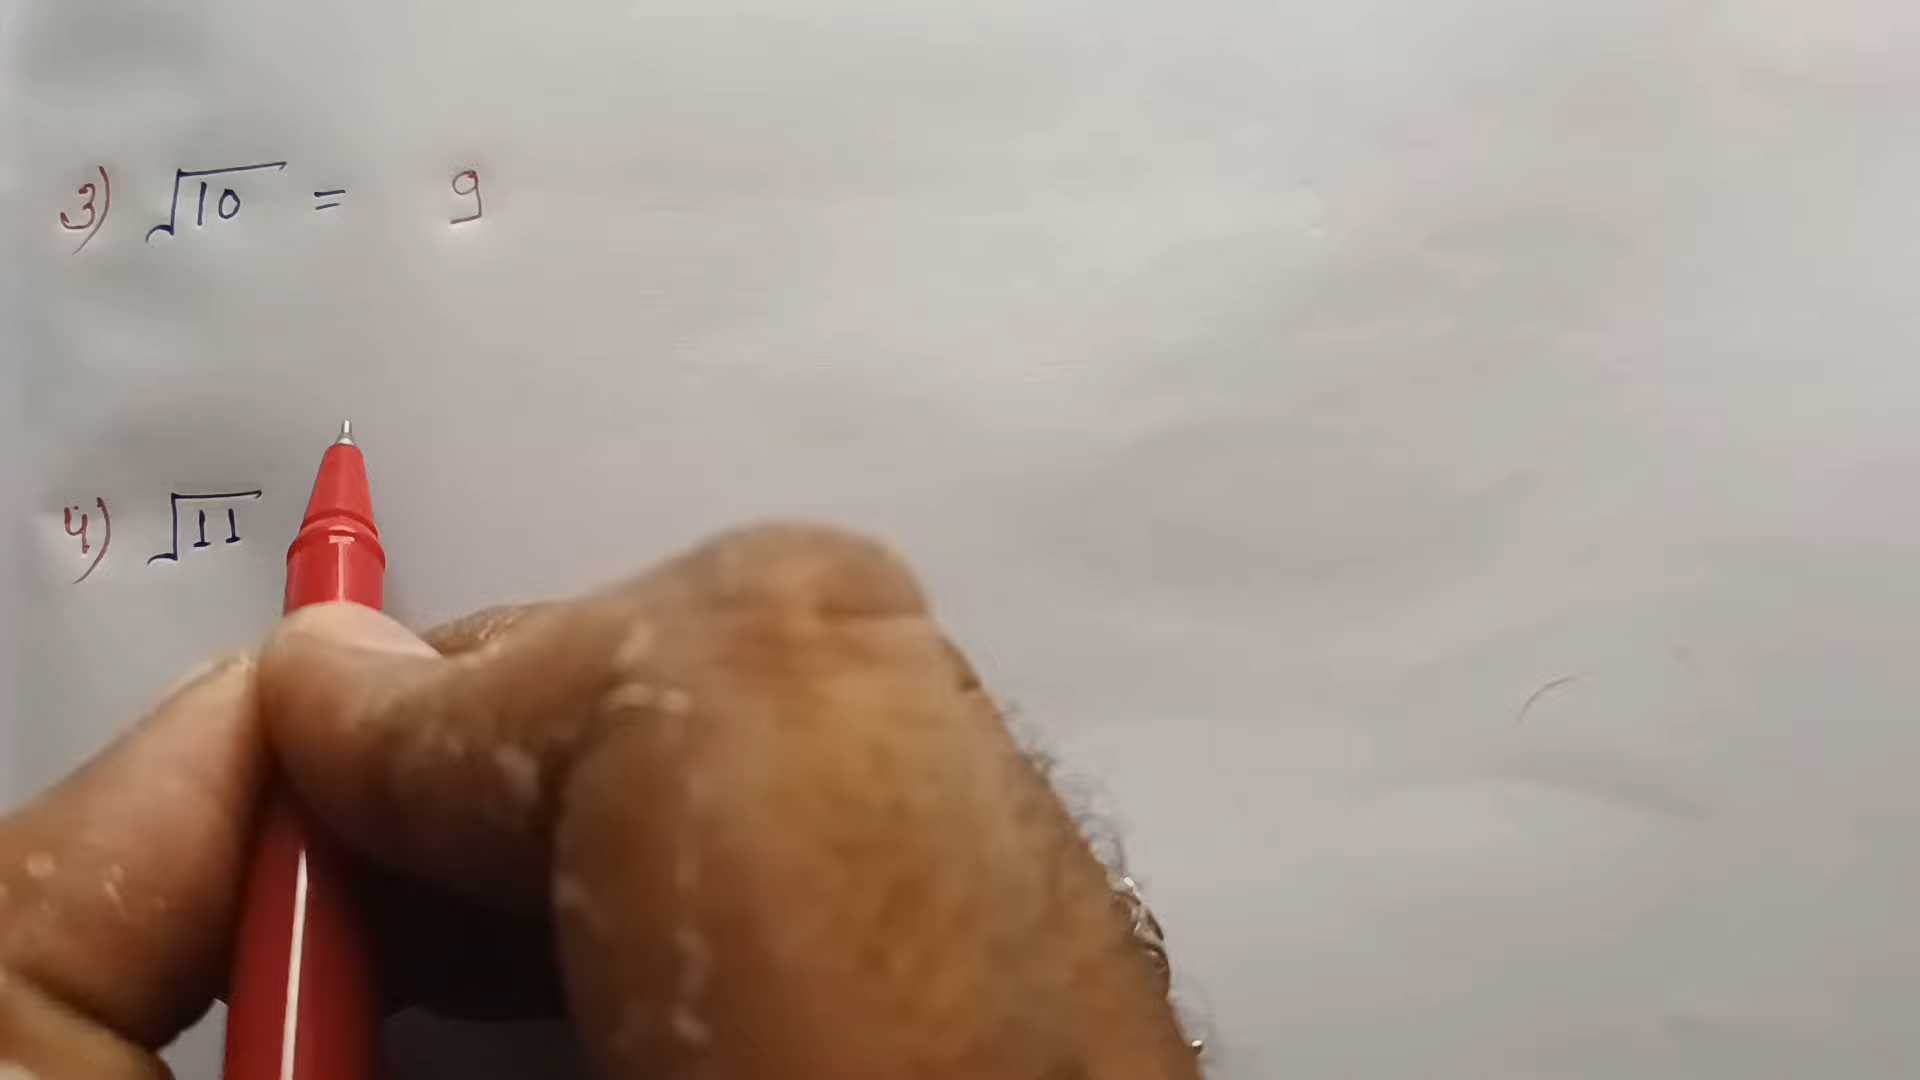 3) √10 = 9
4) √11